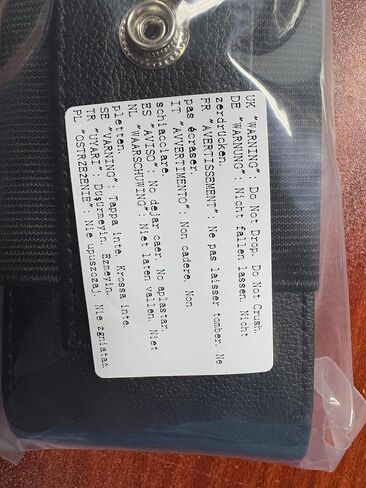 UK "WARNING": Do Not Drop. Do Not Crush.
DE "WARNUNG": Nicht fallen lassen. Nicht
zerdrücken.
FR "AVERTISSEMENT": Ne pas laisser tomber. Ne
pas écraser.
IT "AVVERTIMENTO": Non cadere. Non
schiacciare.
ES "AVISO": No dejar caer. No aplastar.
NL "WAARSCHUWING": Niet laten vallen. Niet
pletten.
SE "VARNING": Tappa inte. Krossa inte.
TR "UYARI": Düşürmeyin. Ezmeyin.
PL "OSTRZEŻENIE": Nie upuszczaj. Nie zgniatać